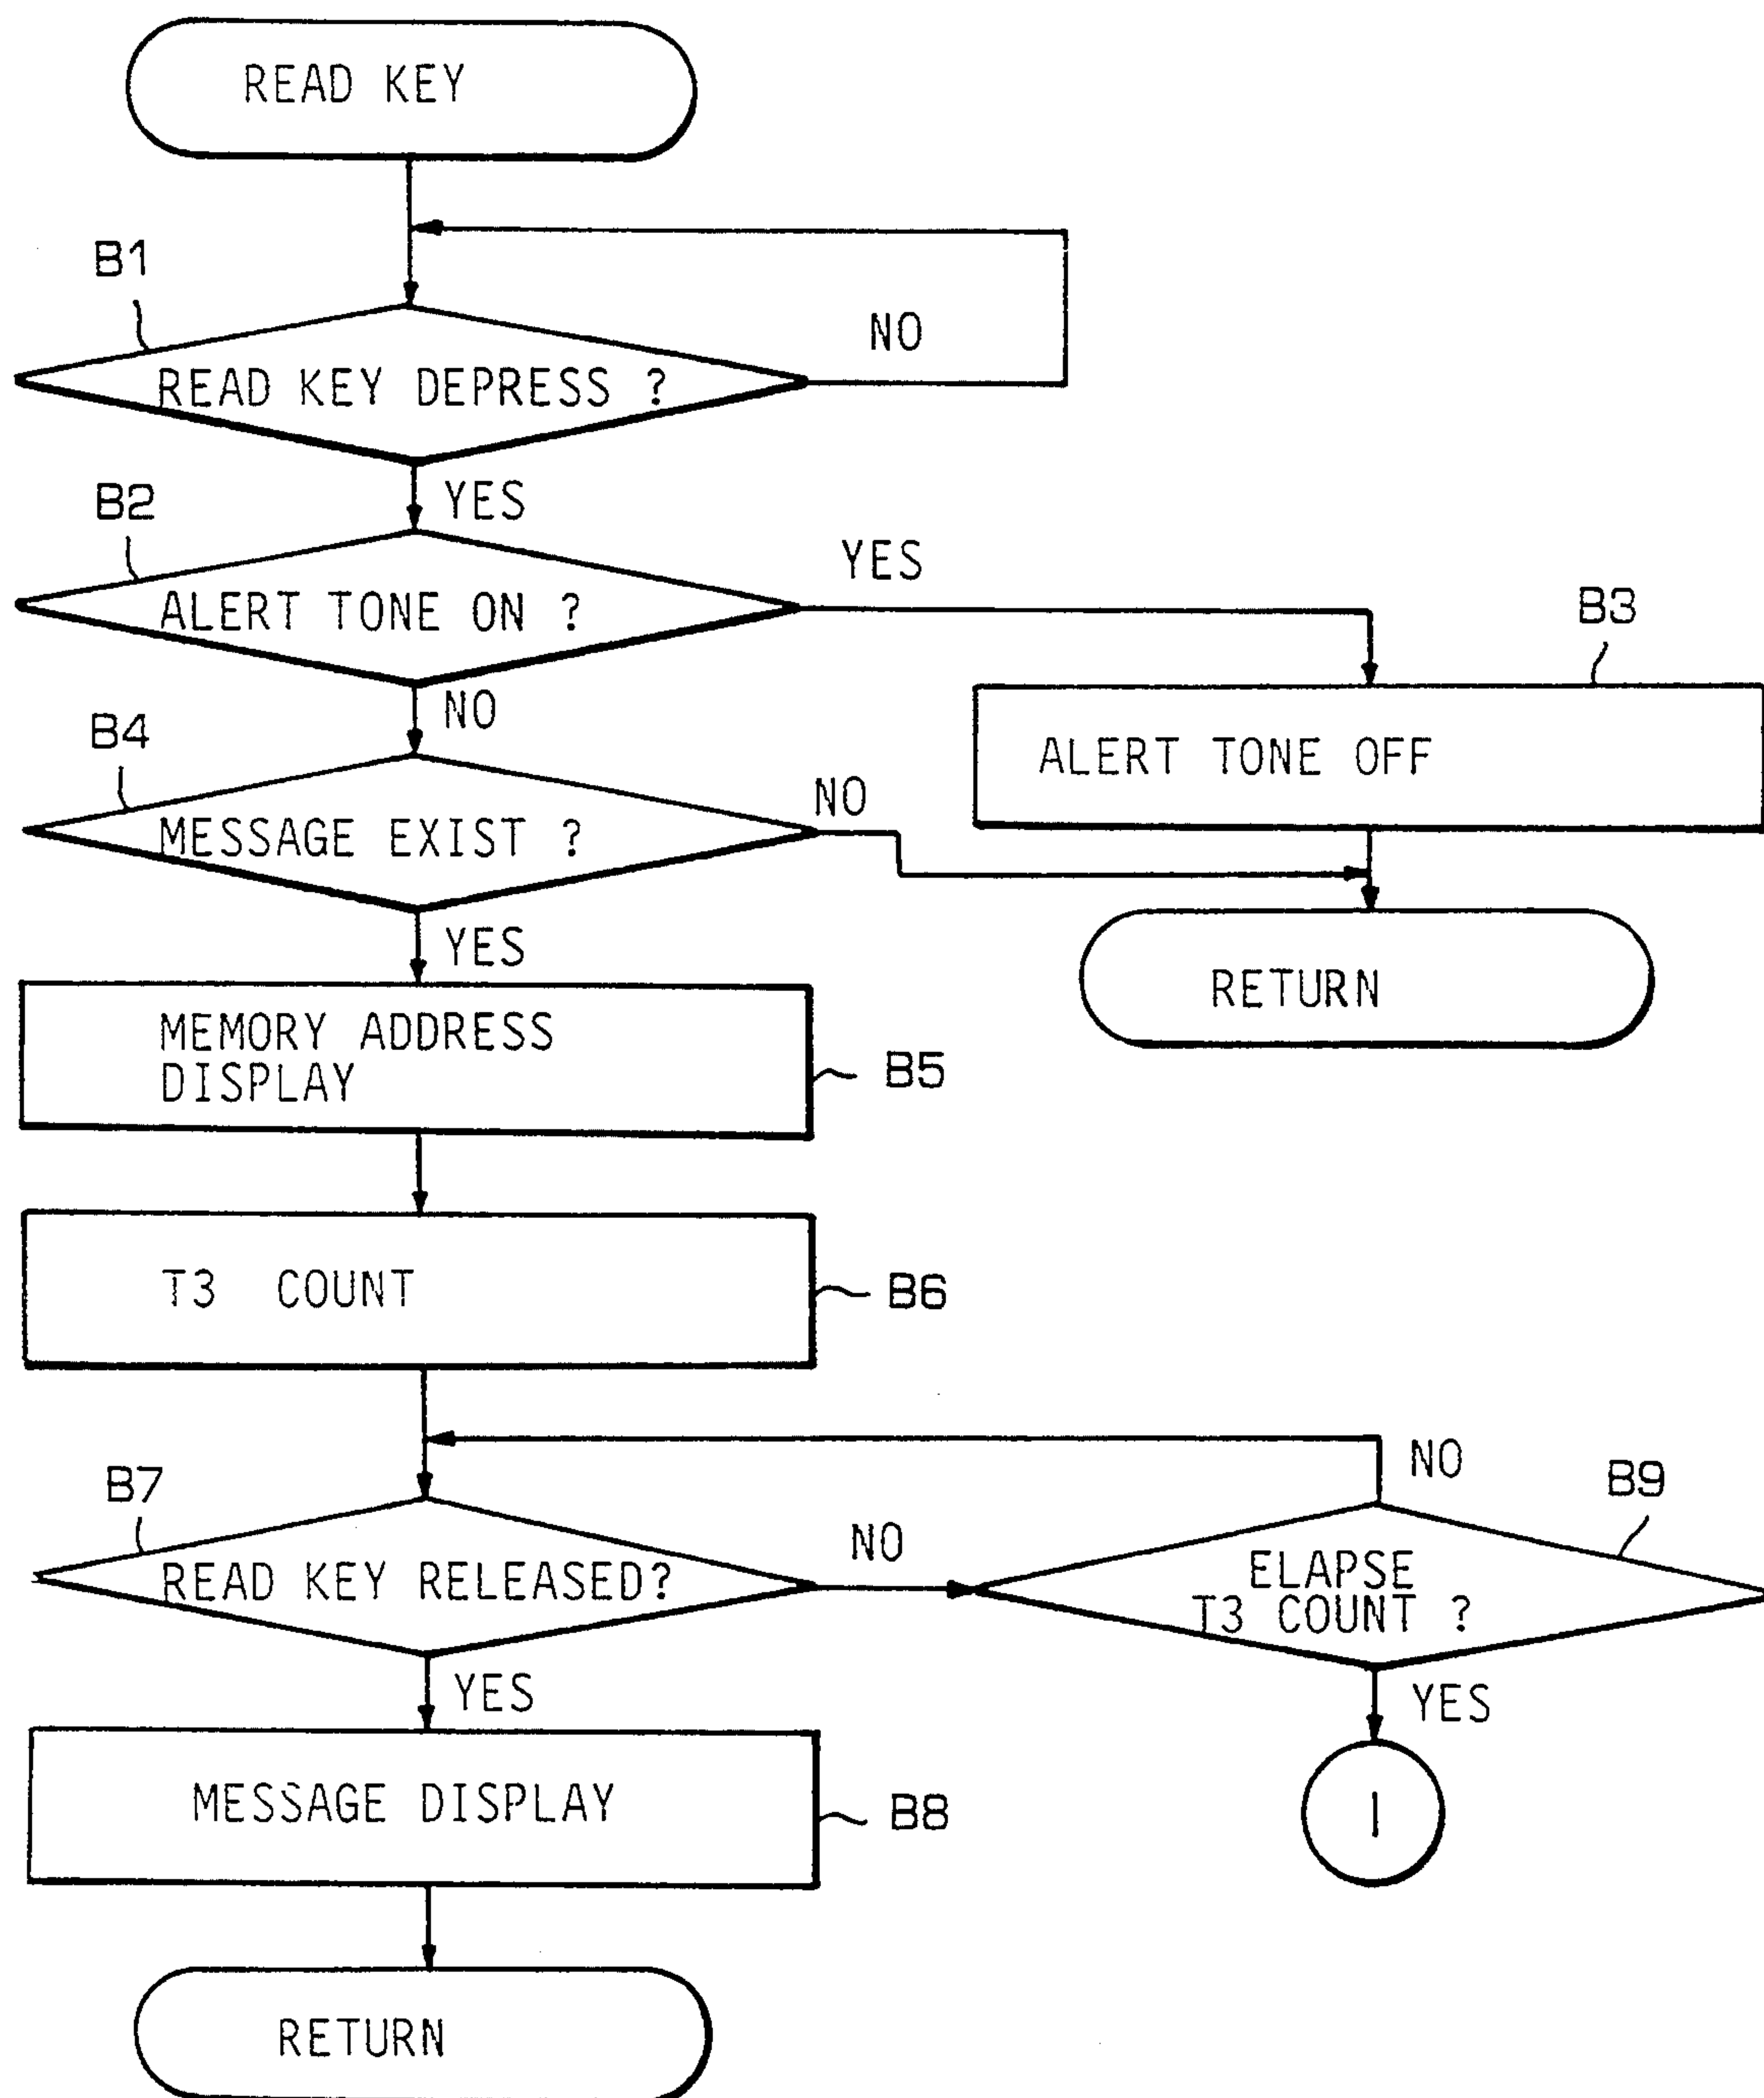 READ KEY
B1
NO
READ KEY DEPRESS ?
YES
B2
YES
ALERT TONE ON ?
B3
NO
ALERT TONE OFF
B4
NO
MESSAGE EXIST ?
YES
RETURN
MEMORY ADDRESS
DISPLAY
B5
T3 COUNT
B6
NO
B7
B9
NO
READ KEY RELEASED?
ELAPSE
T3 COUNT ?
YES
YES
MESSAGE DISPLAY
B8
I
RETURN